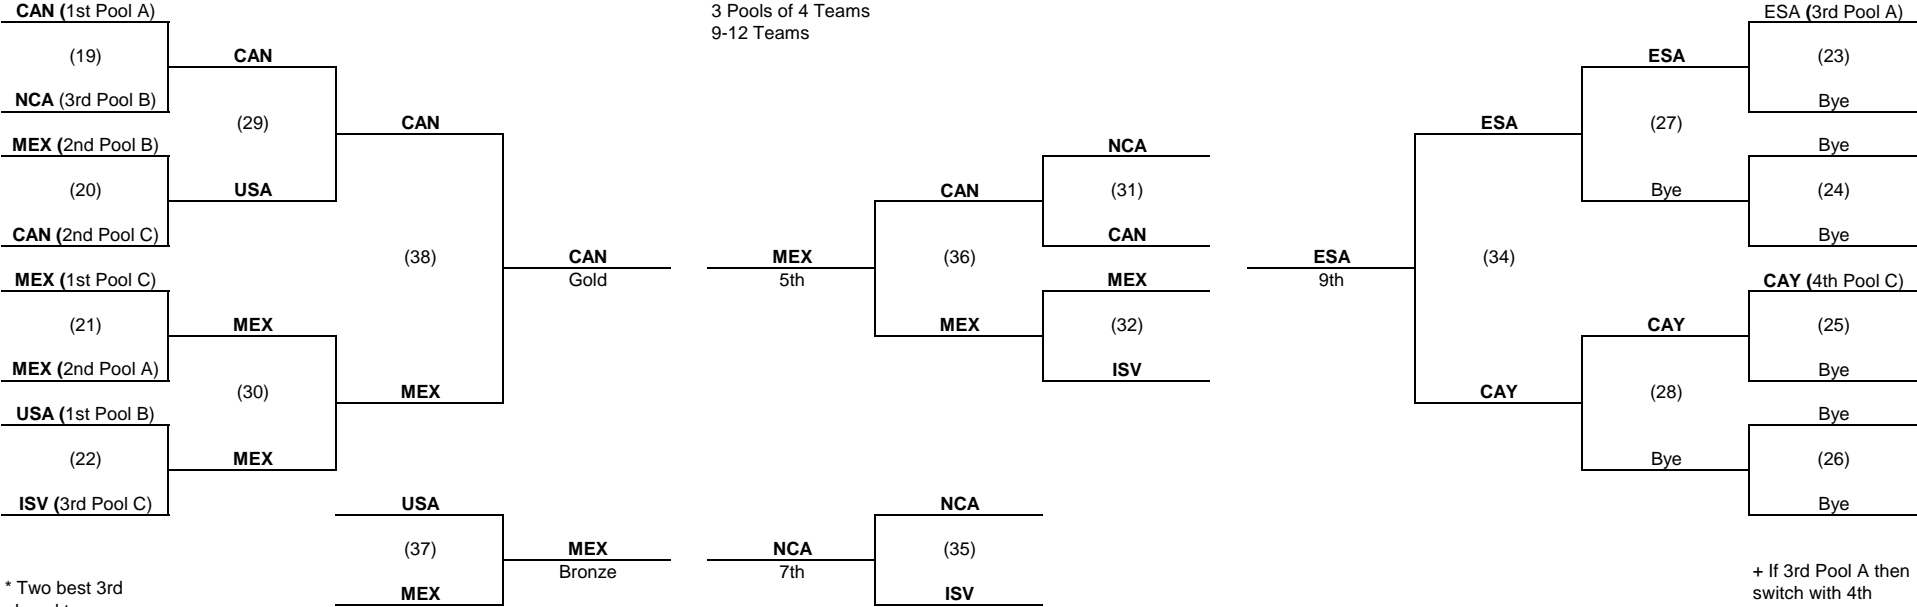 CAN (1st Pool A)
3 Pools of 4 Teams
ESA (3rd Pool A)
9-12 Teams
(19)
CAN
ESA
(23)
NCA (3rd Pool B)
Bye
(29)
CAN
ESA
(27)
MEX (2nd Pool B)
NCA
Bye
(20)
USA
CAN
(31)
Bye
(24)
CAN (2nd Pool C)
CAN
Bye
(38)
CAN
MEX
(36)
ESA
(34)
Gold
5th
9th
MEX (1st Pool C)
MEX
CAY (4th Pool C)
(21)
MEX
MEX
(32)
CAY
(25)
MEX (2nd Pool A)
ISV
Bye
(30)
MEX
CAY
(28)
USA (1st Pool B)
Bye
(22)
MEX
Bye
(26)
ISV (3rd Pool C)
USA
NCA
Bye
(37)
MEX
NCA
(35)
Bronze
7th
+ If 3rd Pool A then
* Two best 3rd
MEX
ISV
switch with 4th